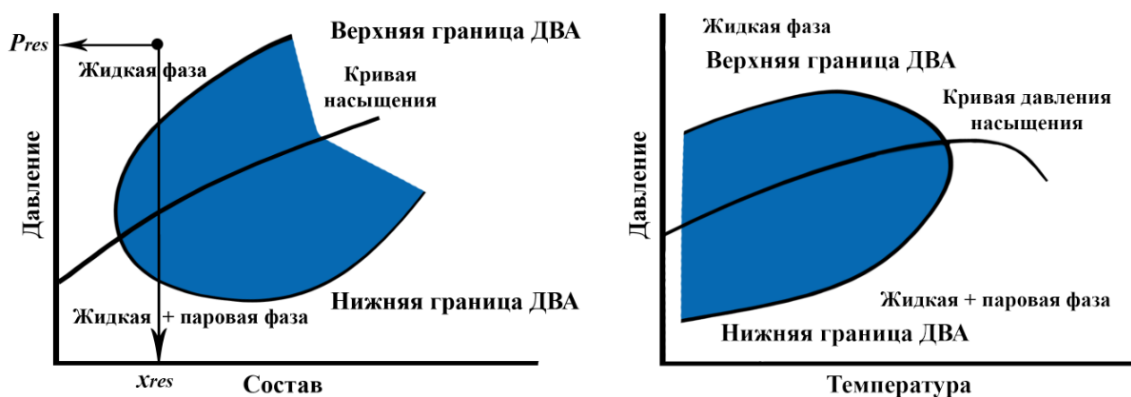 Верхняя граница ДВА
Pres
Жидкая фаза
Кривая
насыщения
Давление
Нижняя граница ДВА
Жидкая + паровая фаза
xres
Состав
Жидкая фаза
Верхняя граница ДВА
Кривая давления
насыщения
Давление
Жидкая + паровая фаза
Нижняя граница ДВА
Температура